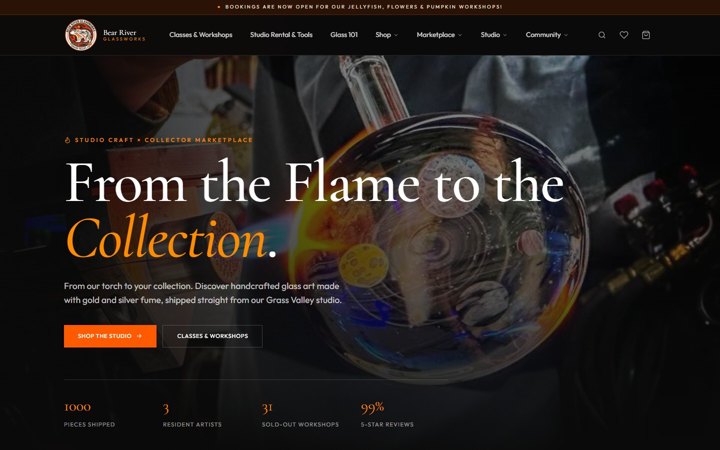 BOOKINGS ARE NOW OPEN FOR OUR JELLYFISH, FLOWERS & PUMPKIN WORKSHOPS!
Bear River
GLASSWORKS
Classes & Workshops
Studio Rental & Tools
Glass 101
Shop
Marketplace
Studio
Community
STUDIO CRAFT × COLLECTOR MARKETPLACE
From the Flame to the
Collection.
From our torch to your collection. Discover handcrafted glass art made
with gold and silver fume, shipped straight from our Grass Valley studio.
SHOP THE STUDIO →
CLASSES & WORKSHOPS
1000
PIECES SHIPPED
3
RESIDENT ARTISTS
31
SOLD-OUT WORKSHOPS
99%
5-STAR REVIEWS